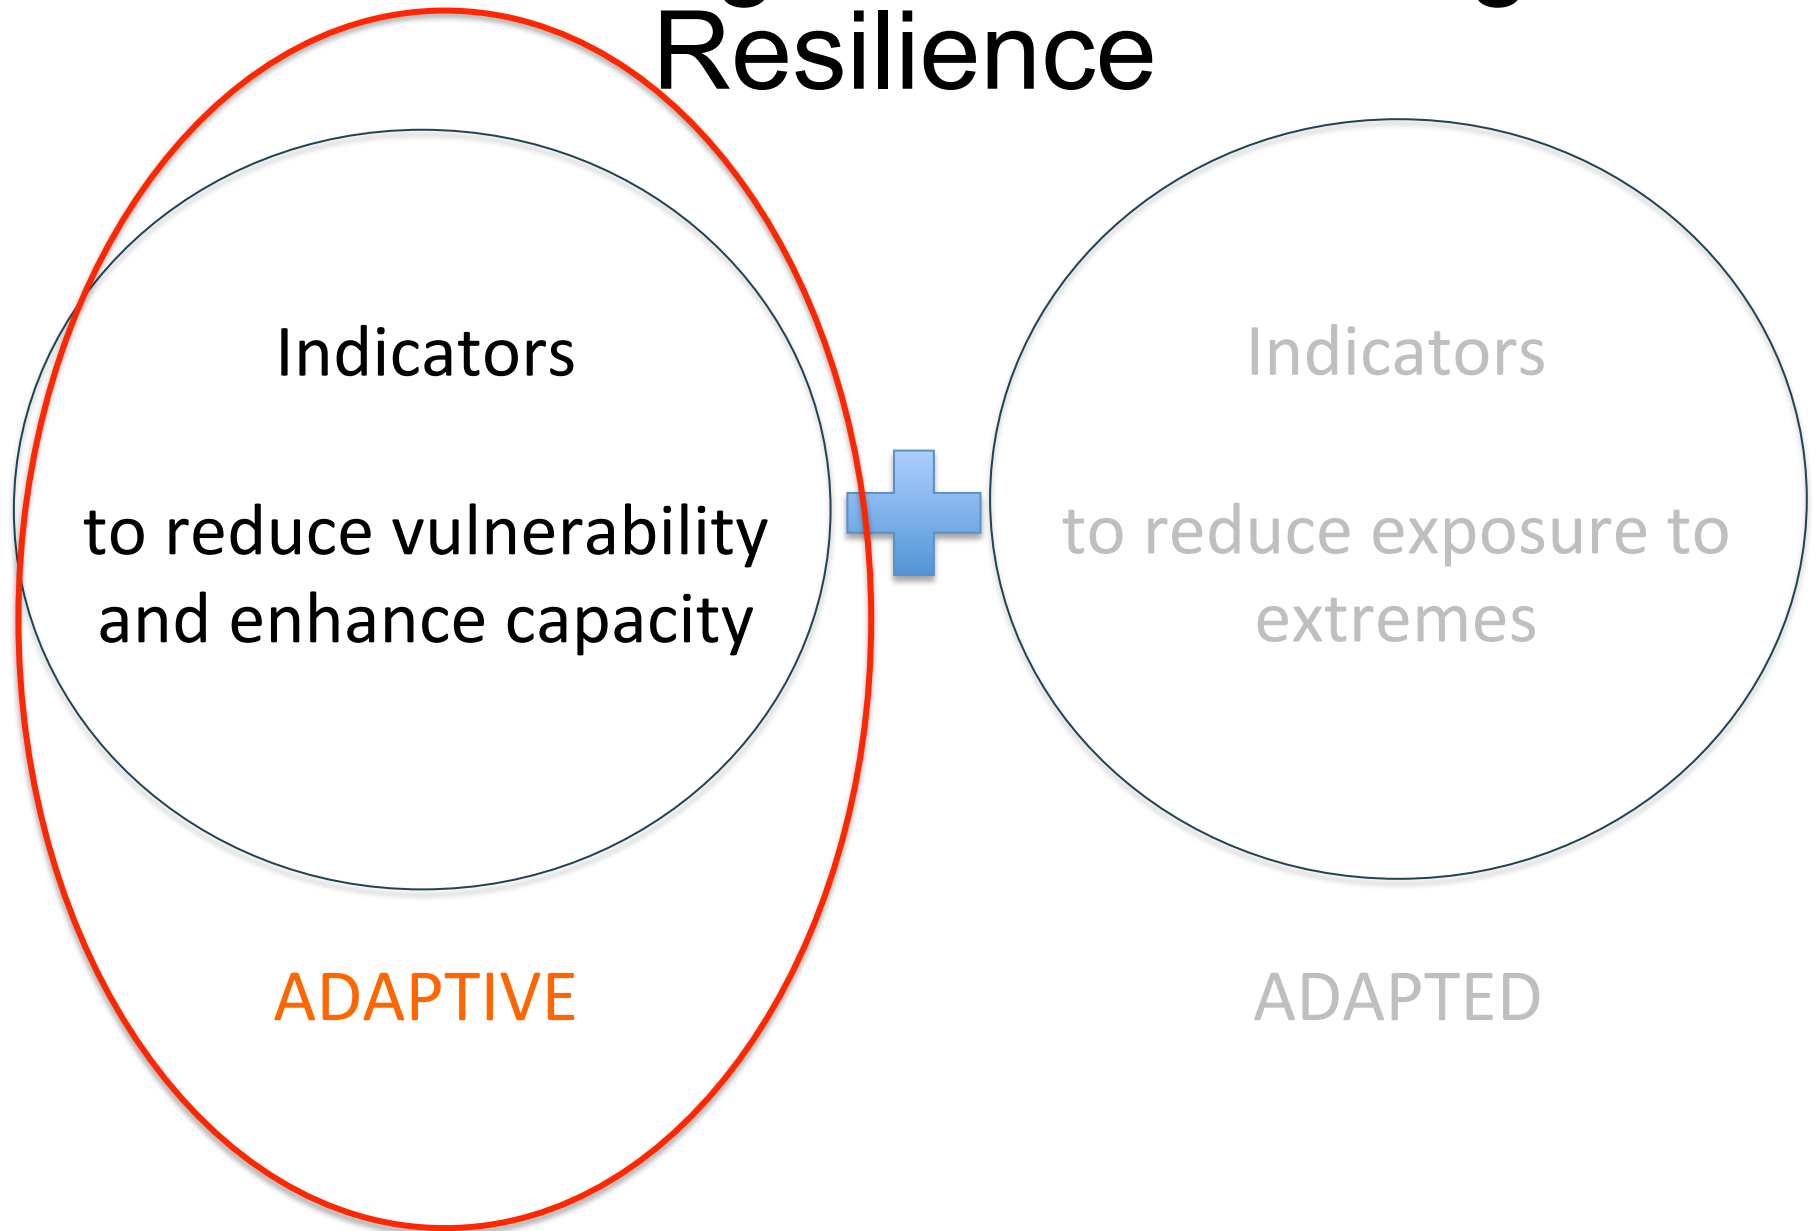 Resilience
Indicators
to reduce vulnerability
and enhance capacity
ADAPTIVE
Indicators
to reduce exposure to
extremes
ADAPTED